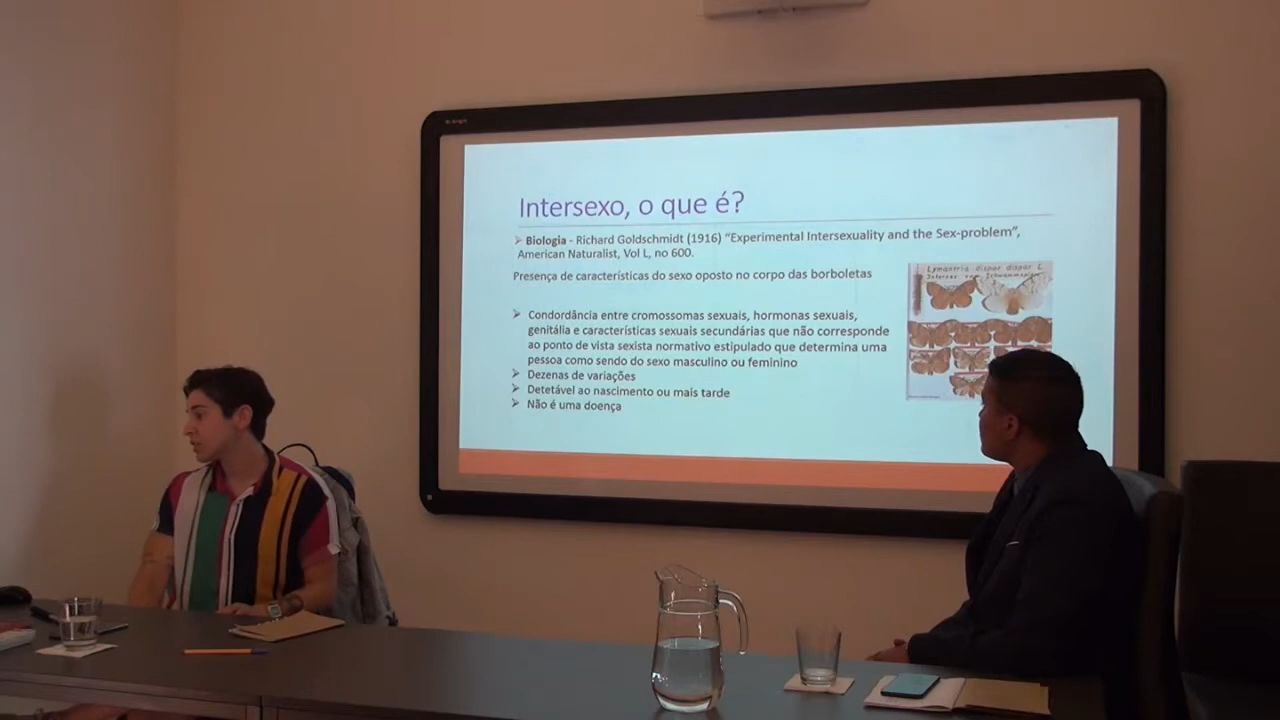 Intersexo, o que é?
➢ Biologia - Richard Goldschmidt (1916) “Experimental Intersexuality and the Sex-problem”,
American Naturalist, Vol L, no 600.
Presença de características do sexo oposto no corpo das borboletas
Lymantria dispar dispar L.
➢ Condordância entre cromossomas sexuais, hormonas sexuais,
genitália e características sexuais secundárias que não corresponde
ao ponto de vista sexista normativo estipulado que determina uma
pessoa como sendo do sexo masculino ou feminino
➢ Dezenas de variações
➢ Detetável ao nascimento ou mais tarde
➢ Não é uma doença